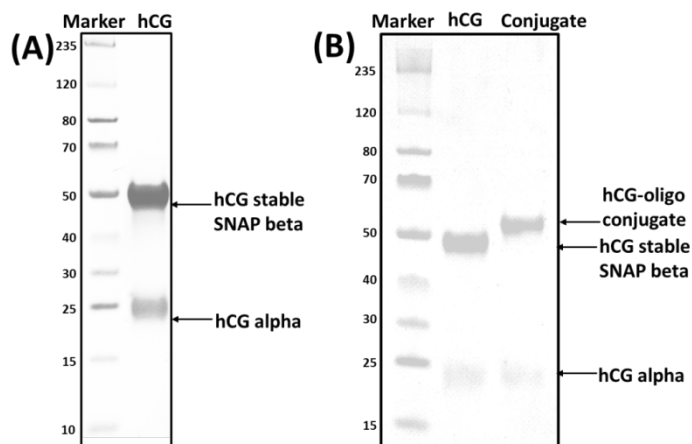 (A)
Marker hCG
235
120
80
70
50
40
30
25
15
10
hCG stable
SNAP beta
hCG alpha
(B)
Marker hCG Conjugate
235
120
80
70
50
40
30
25
15
hCG-oligo
conjugate
hCG stable
SNAP beta
hCG alpha